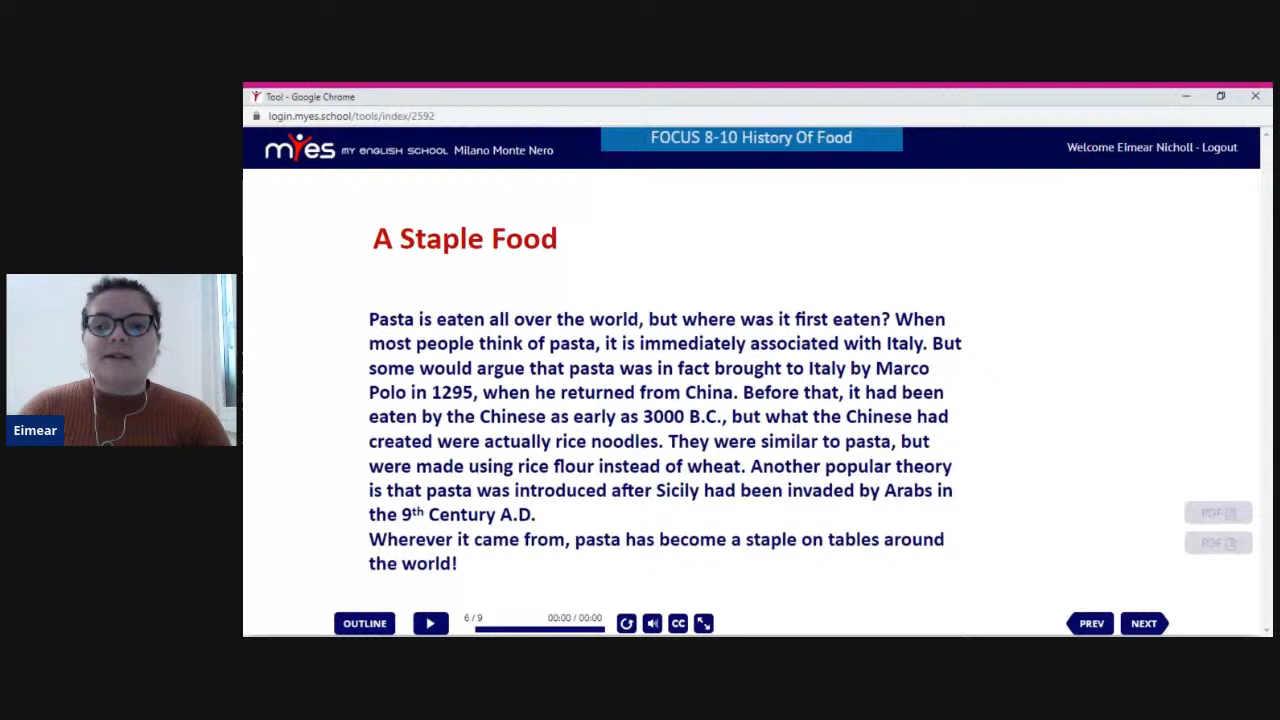 Tool - Google Chrome
login.myes.school/tools/index/2592
myes MY ENGLISH SCHOOL Milano Monte Nero
FOCUS 8-10 History Of Food
Welcome Eimear Nicholl - Logout
A Staple Food
Pasta is eaten all over the world, but where was it first eaten? When
most people think of pasta, it is immediately associated with Italy. But
some would argue that pasta was in fact brought to Italy by Marco
Polo in 1295, when he returned from China. Before that, it had been
eaten by the Chinese as early as 3000 B.C., but what the Chinese had
created were actually rice noodles. They were similar to pasta, but
were made using rice flour instead of wheat. Another popular theory
is that pasta was introduced after Sicily had been invaded by Arabs in
the 9th Century A.D.
Wherever it came from, pasta has become a staple on tables around
the world!
Eimear
PDF
PDF
OUTLINE
6 / 9
00:00 / 00:00
CC
PREV
NEXT